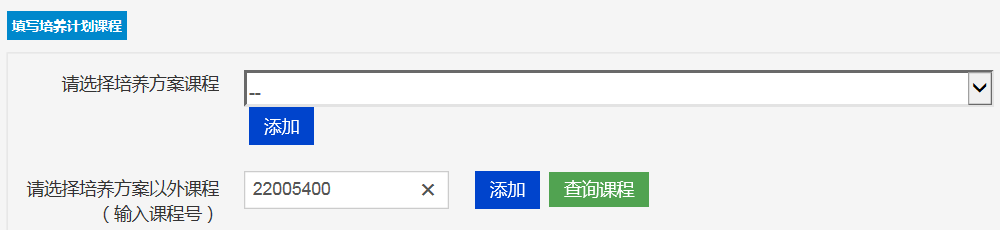 填写培养计划课程
请选择培养方案课程
--
添加
请选择培养方案以外课程 22005400 添加 查询课程
（输入课程号）